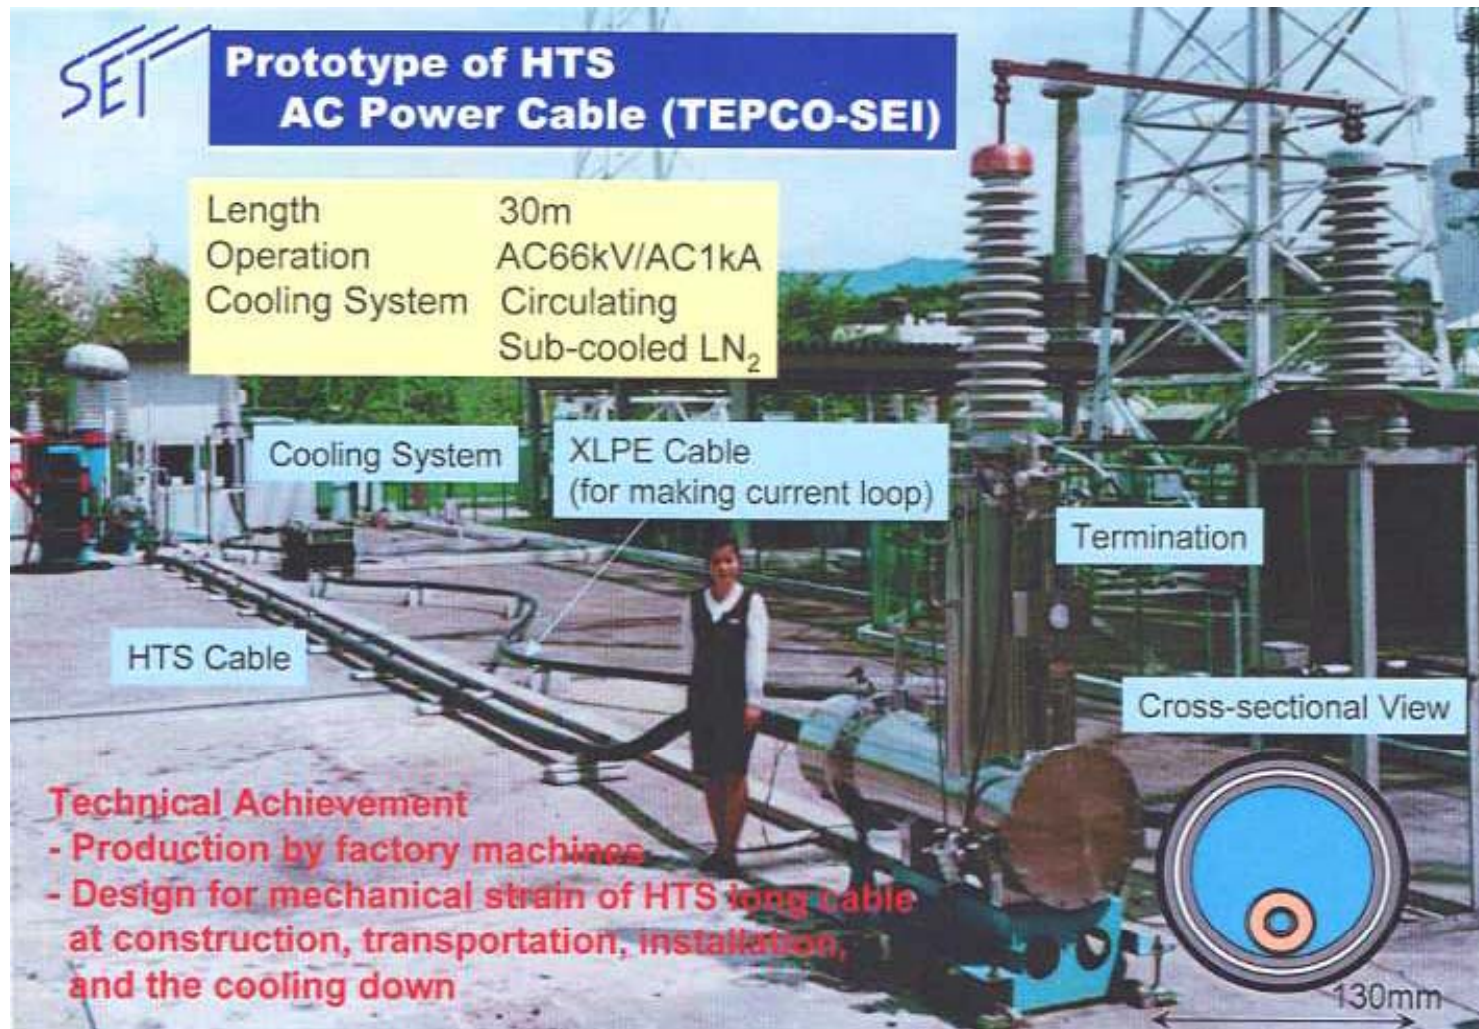 SEI
Prototype of HTS
AC Power Cable (TEPCO-SEI)
Length 30m
Operation AC66kV/AC1kA
Cooling System Circulating
Sub-cooled LN₂
Cooling System
XLPE Cable
(for making current loop)
Termination
HTS Cable
Cross-sectional View
Technical Achievement
- Production by factory machines
- Design for mechanical strain of HTS long cable
at construction, transportation, installation,
and the cooling down
130mm